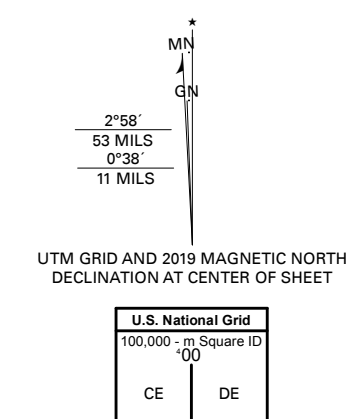 ★
MN
GN
2°58´
53 MILS
0°38'
11 MILS
UTM GRID AND 2019 MAGNETIC NORTH
DECLINATION AT CENTER OF SHEET
U.S. National Grid
100,000 - m Square ID
⁴00
CE DE